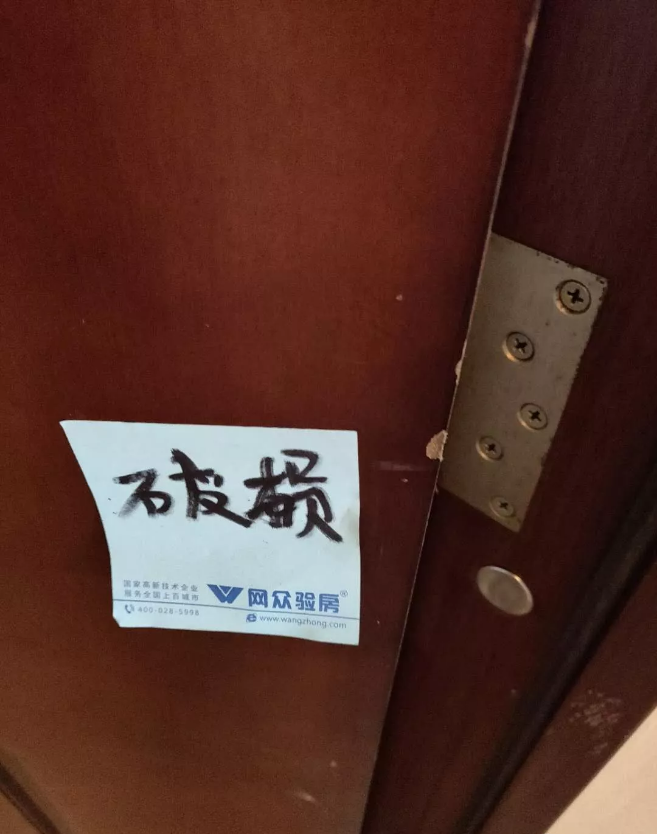 破损
国家高新技术企业
服务全国上百城市
网众验房®
400-028-5998
www.wangzhong.com